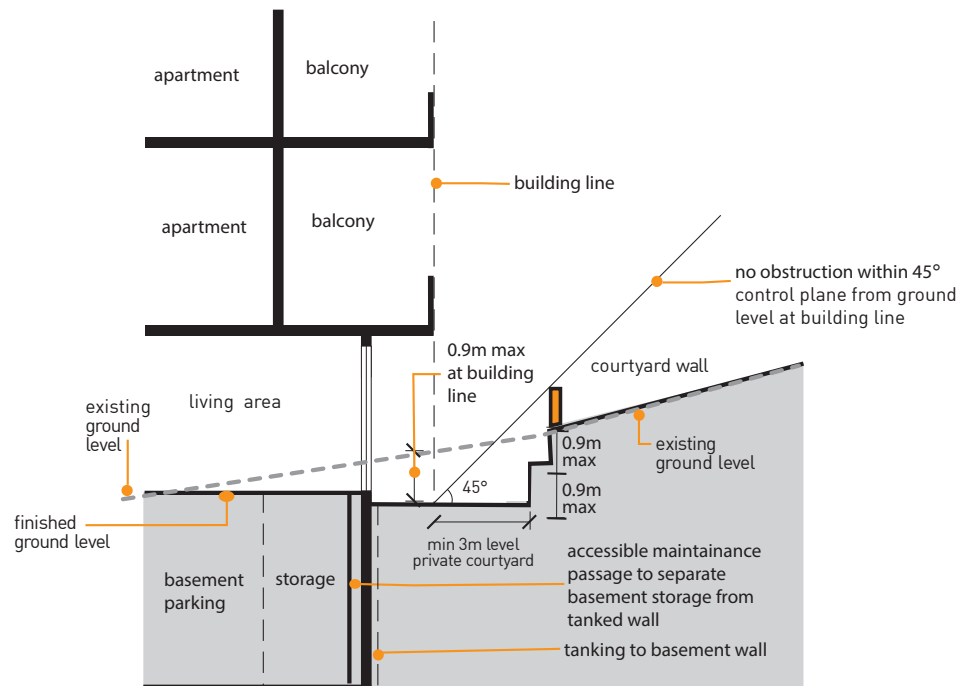 apartment
balcony
building line
apartment
balcony
no obstruction within 45°
control plane from ground
level at building line
0.9m max
at building
line
courtyard wall
living area
existing
ground
level
0.9m
max
existing
ground level
45°
0.9m
max
finished
ground level
min 3m level
private courtyard
accessible maintainance
passage to separate
basement storage from
tanked wall
basement
parking
storage
tanking to basement wall